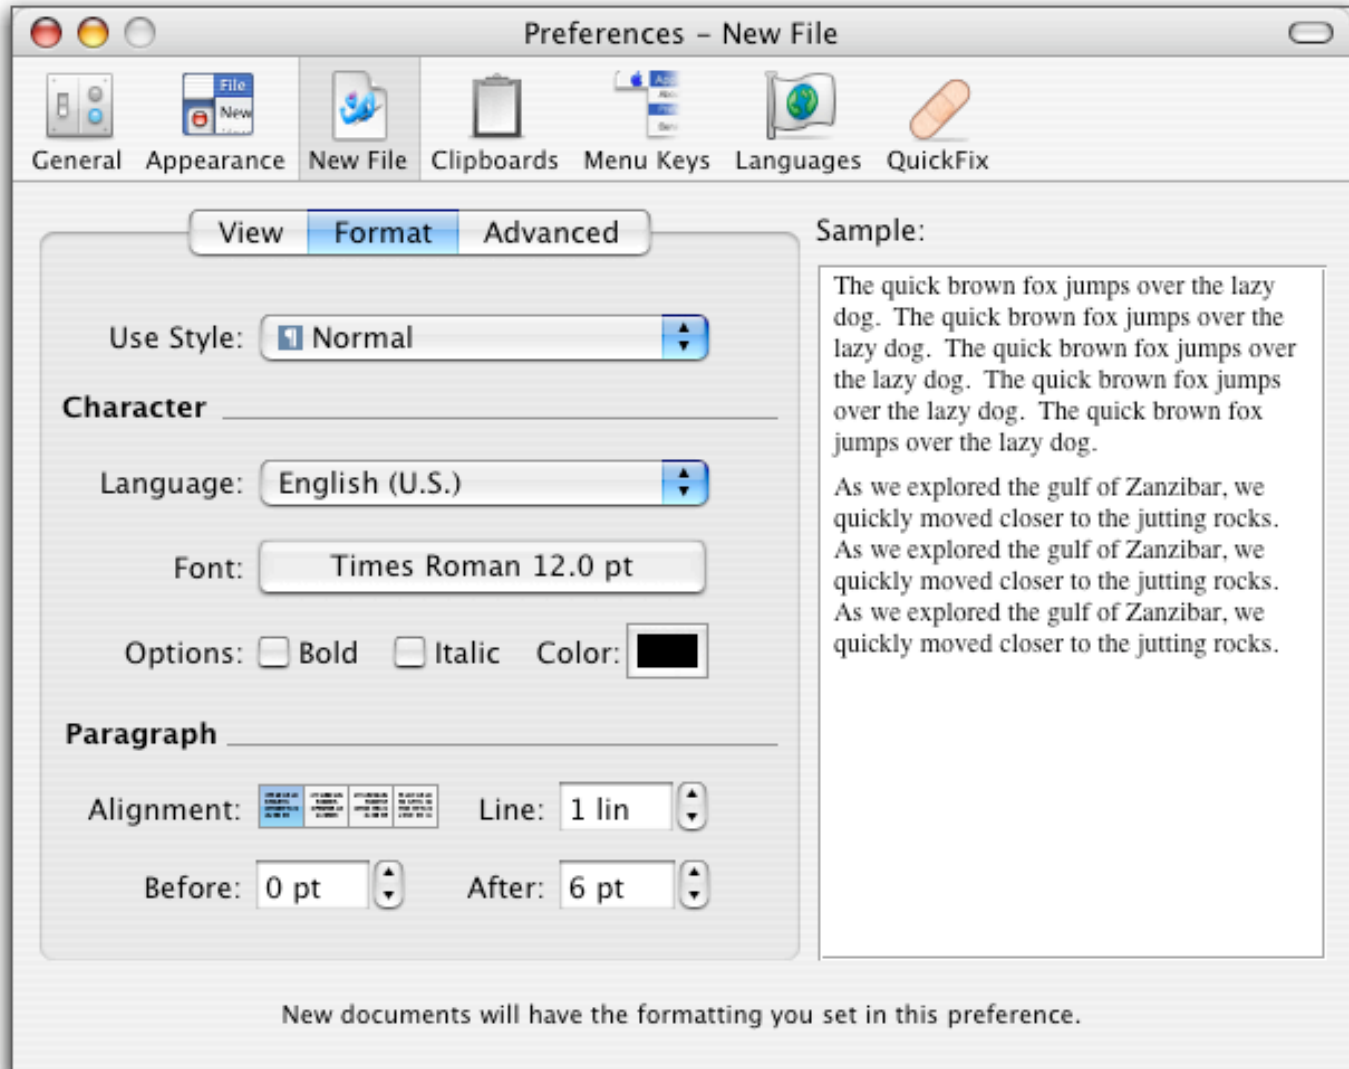 Preferences – New File
File
New
General Appearance New File Clipboards Menu Keys Languages QuickFix
View Format Advanced
Sample:
Use Style: ¶ Normal
Character
Language: English (U.S.)
Font: Times Roman 12.0 pt
Options: Bold Italic Color:
Paragraph
Alignment: Line: 1 lin
Before: 0 pt After: 6 pt
The quick brown fox jumps over the lazy
dog.  The quick brown fox jumps over the
lazy dog.  The quick brown fox jumps over
the lazy dog.  The quick brown fox jumps
over the lazy dog.  The quick brown fox
jumps over the lazy dog.
As we explored the gulf of Zanzibar, we
quickly moved closer to the jutting rocks.
As we explored the gulf of Zanzibar, we
quickly moved closer to the jutting rocks.
As we explored the gulf of Zanzibar, we
quickly moved closer to the jutting rocks.
New documents will have the formatting you set in this preference.